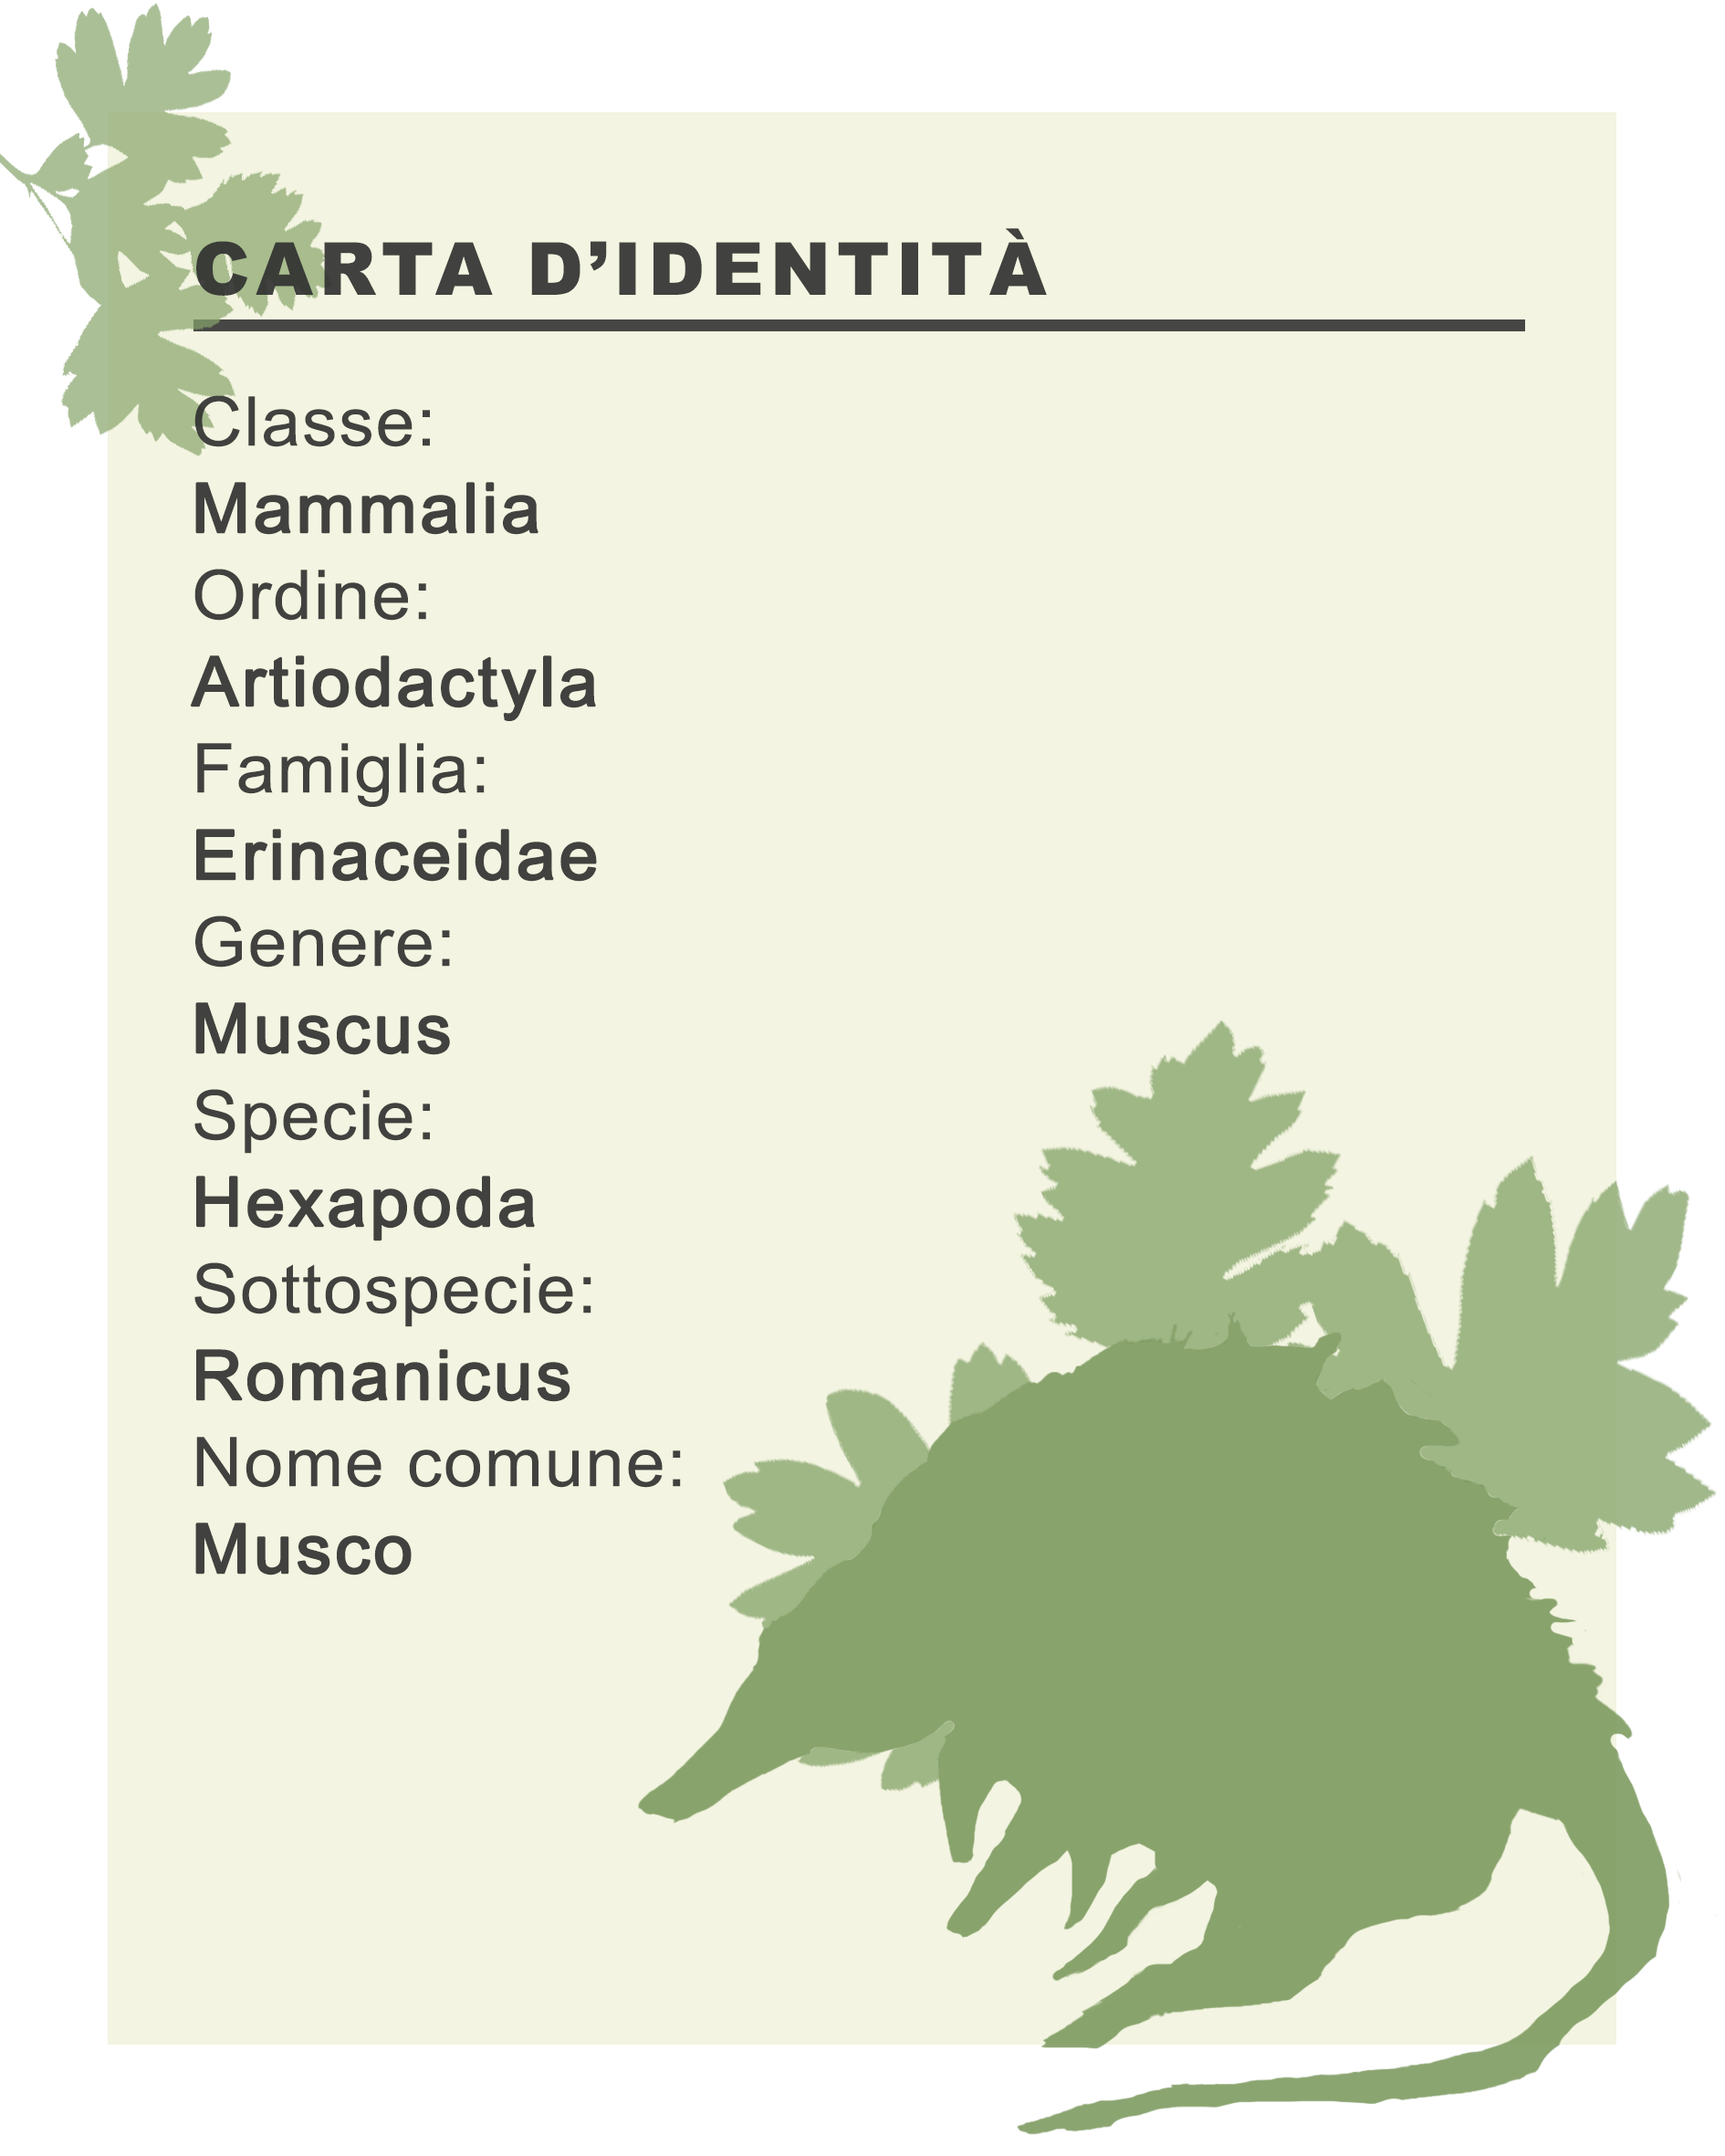 CARTA D’IDENTITÀ
Classe:
Mammalia
Ordine:
Artiodactyla
Famiglia:
Erinaceidae
Genere:
Muscus
Specie:
Hexapoda
Sottospecie:
Romanicus
Nome comune:
Musco